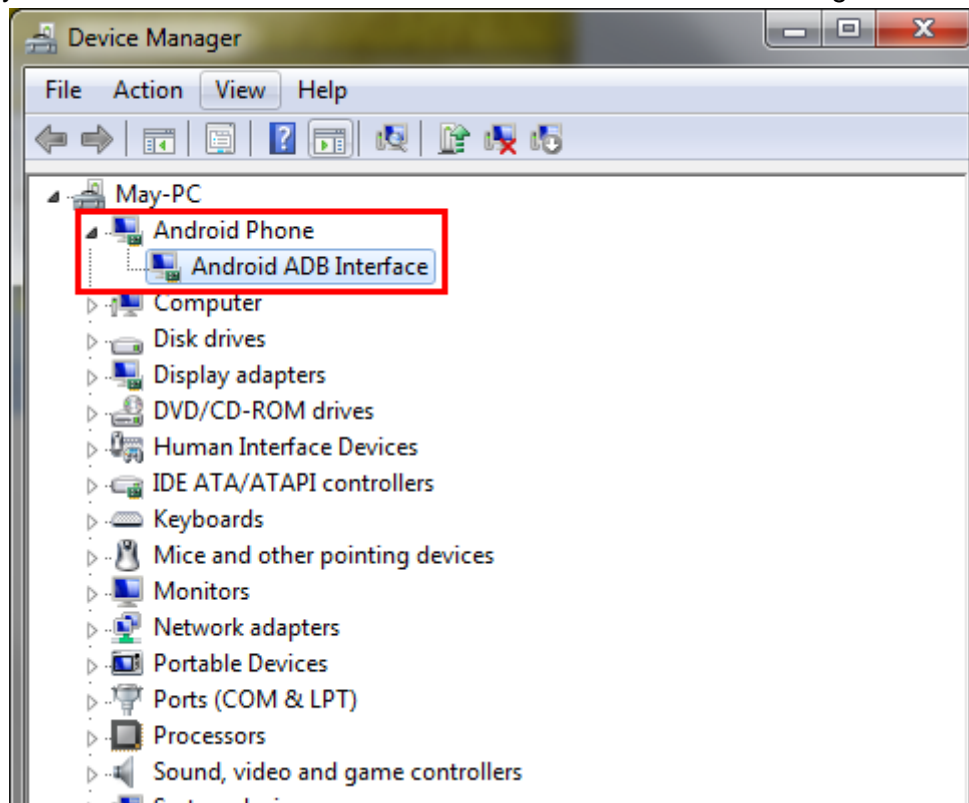 Device Manager
File Action View Help
May-PC
Android Phone
Android ADB Interface
Computer
Disk drives
Display adapters
DVD/CD-ROM drives
Human Interface Devices
IDE ATA/ATAPI controllers
Keyboards
Mice and other pointing devices
Monitors
Network adapters
Portable Devices
Ports (COM & LPT)
Processors
Sound, video and game controllers